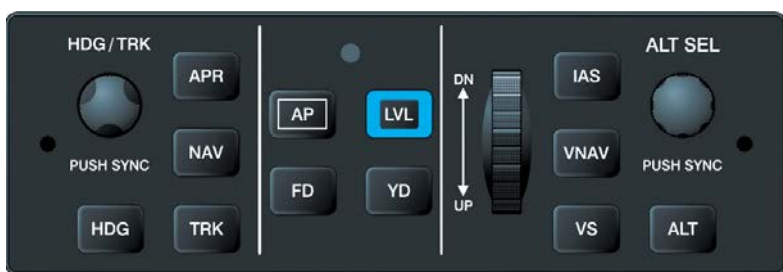 HDG/TRK
PUSH SYNC
HDG
APR
NAV
TRK
AP
LVL
FD
YD
DN
UP
IAS
VNAV
VS
ALT SEL
PUSH SYNC
ALT